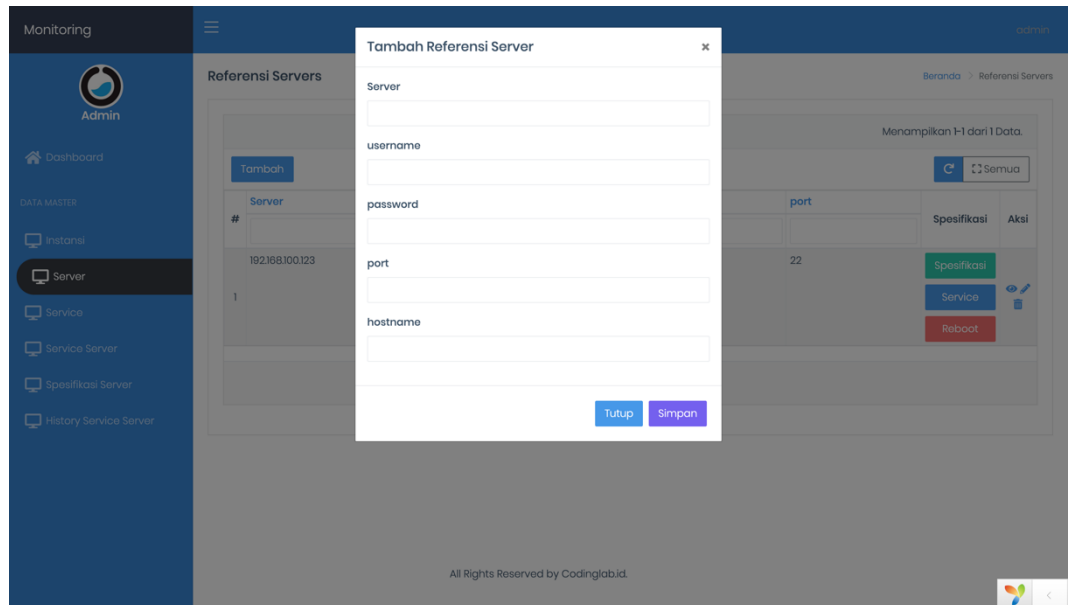 Monitoring
admin
Admin
Dashboard
DATA MASTER
Instansi
Server
Service
Service Server
Spesifikasi Server
History Service Server
Referensi Servers
Beranda > Referensi Servers
Menampilkan 1-1 dari 1 Data.
Tambah
Semua
# Server port Spesifikasi Aksi
1 192.168.100.123 22 Spesifikasi
Service
Reboot
Tambah Referensi Server ×
Server
username
password
port
hostname
Tutup Simpan
All Rights Reserved by Codinglab.id.